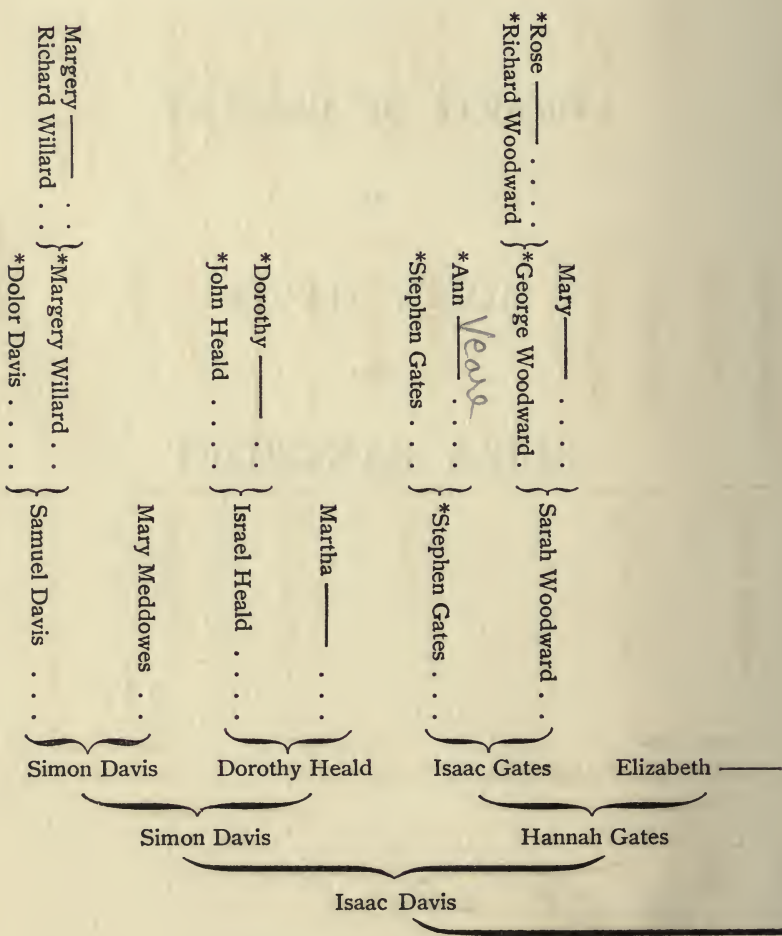 Margery —— . .
Richard Willard . .
*Rose —— . . . .
*Richard Woodward
*Margery Willard . .
*Dolor Davis . . . .
*Dorothy —— . .
*John Heald . . . .
*Ann Veare . . . .
*Stephen Gates . . .
Mary—— . . . .
*George Woodward .
Samuel Davis . . .
Mary Meddowes . .
Israel Heald . . .
Martha —— . .
*Stephen Gates . . .
Sarah Woodward .
Simon Davis Dorothy Heald Isaac Gates Elizabeth ——
Simon Davis Hannah Gates
Isaac Davis